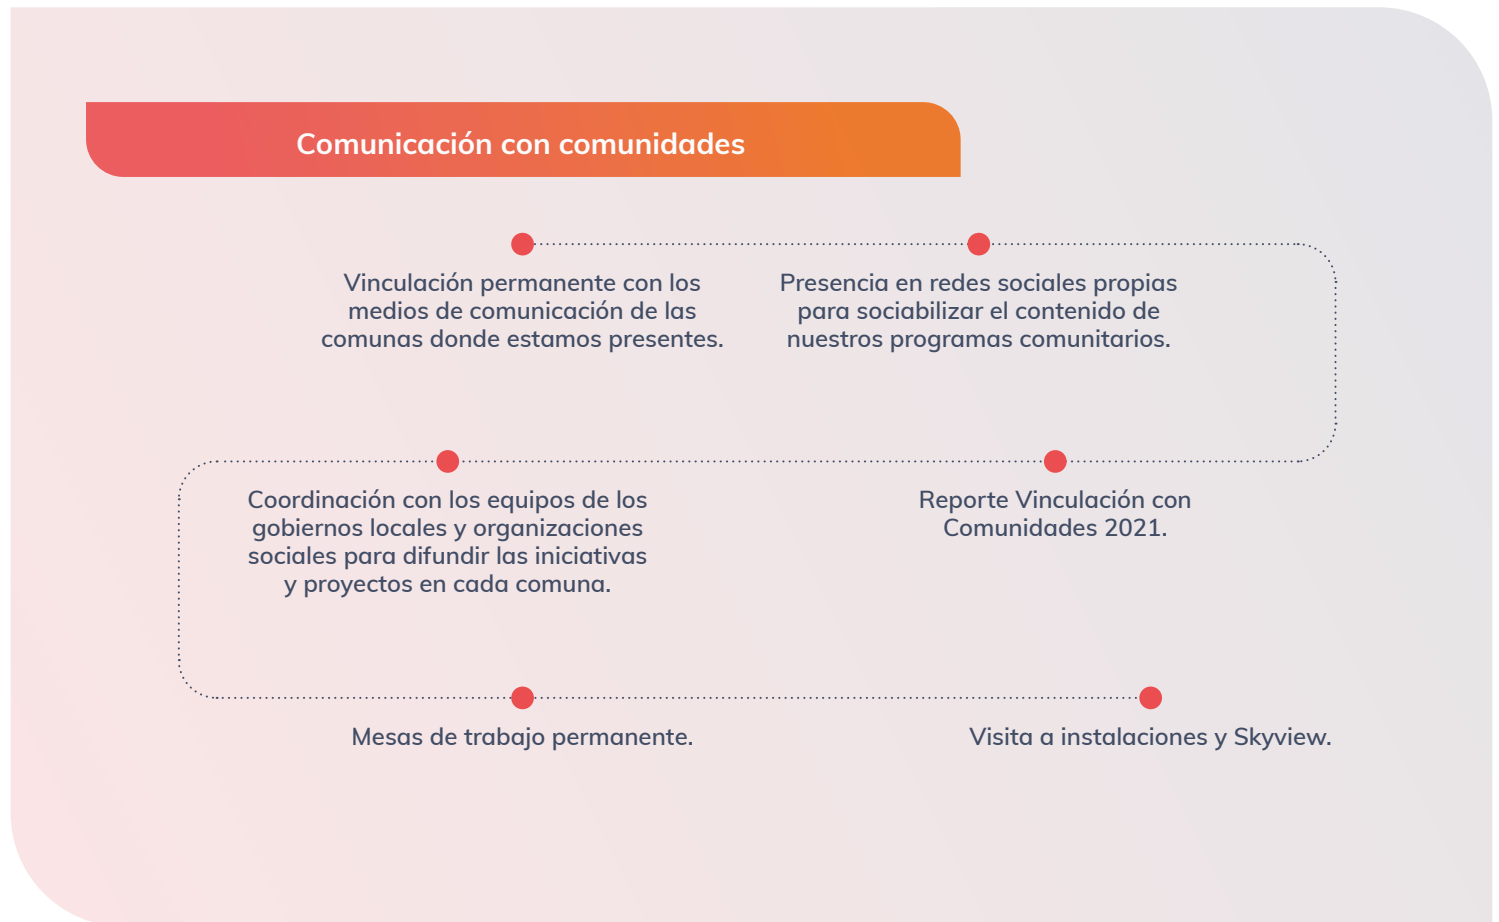 Comunicación con comunidades
Vinculación permanente con los
medios de comunicación de las
comunas donde estamos presentes.
Presencia en redes sociales propias
para sociabilizar el contenido de
nuestros programas comunitarios.
Coordinación con los equipos de los
gobiernos locales y organizaciones
sociales para difundir las iniciativas
y proyectos en cada comuna.
Reporte Vinculación con
Comunidades 2021.
Mesas de trabajo permanente.
Visita a instalaciones y Skyview.